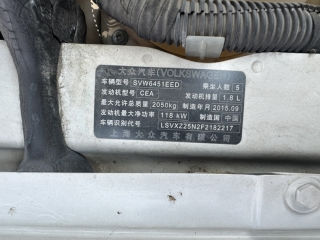 上海大众汽车(VOLKSWAGEN)
车辆型号 SVW6451EED 乘坐人数 5
发动机型号 CEA 发动机排量 1.8 L
最大允许总质量 2050kg 制造年月 2015.09
发动机最大净功率 118 kW 制造国 中国
车辆识别代号 LSVXZ25N2F2182217
上海大众汽车有限公司